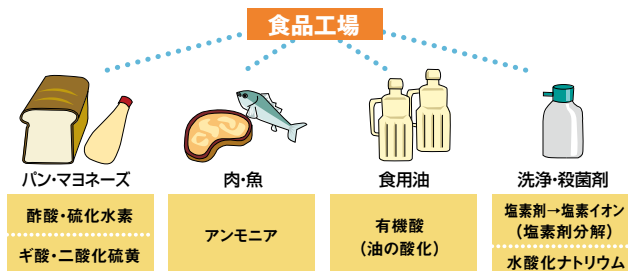 食品工場
パン・マヨネーズ
肉・魚
食用油
洗浄・殺菌剤
酢酸・硫化水素
ギ酸・二酸化硫黄
アンモニア
有機酸
（油の酸化）
塩素剤→塩素イオン
（塩素剤分解）
水酸化ナトリウム